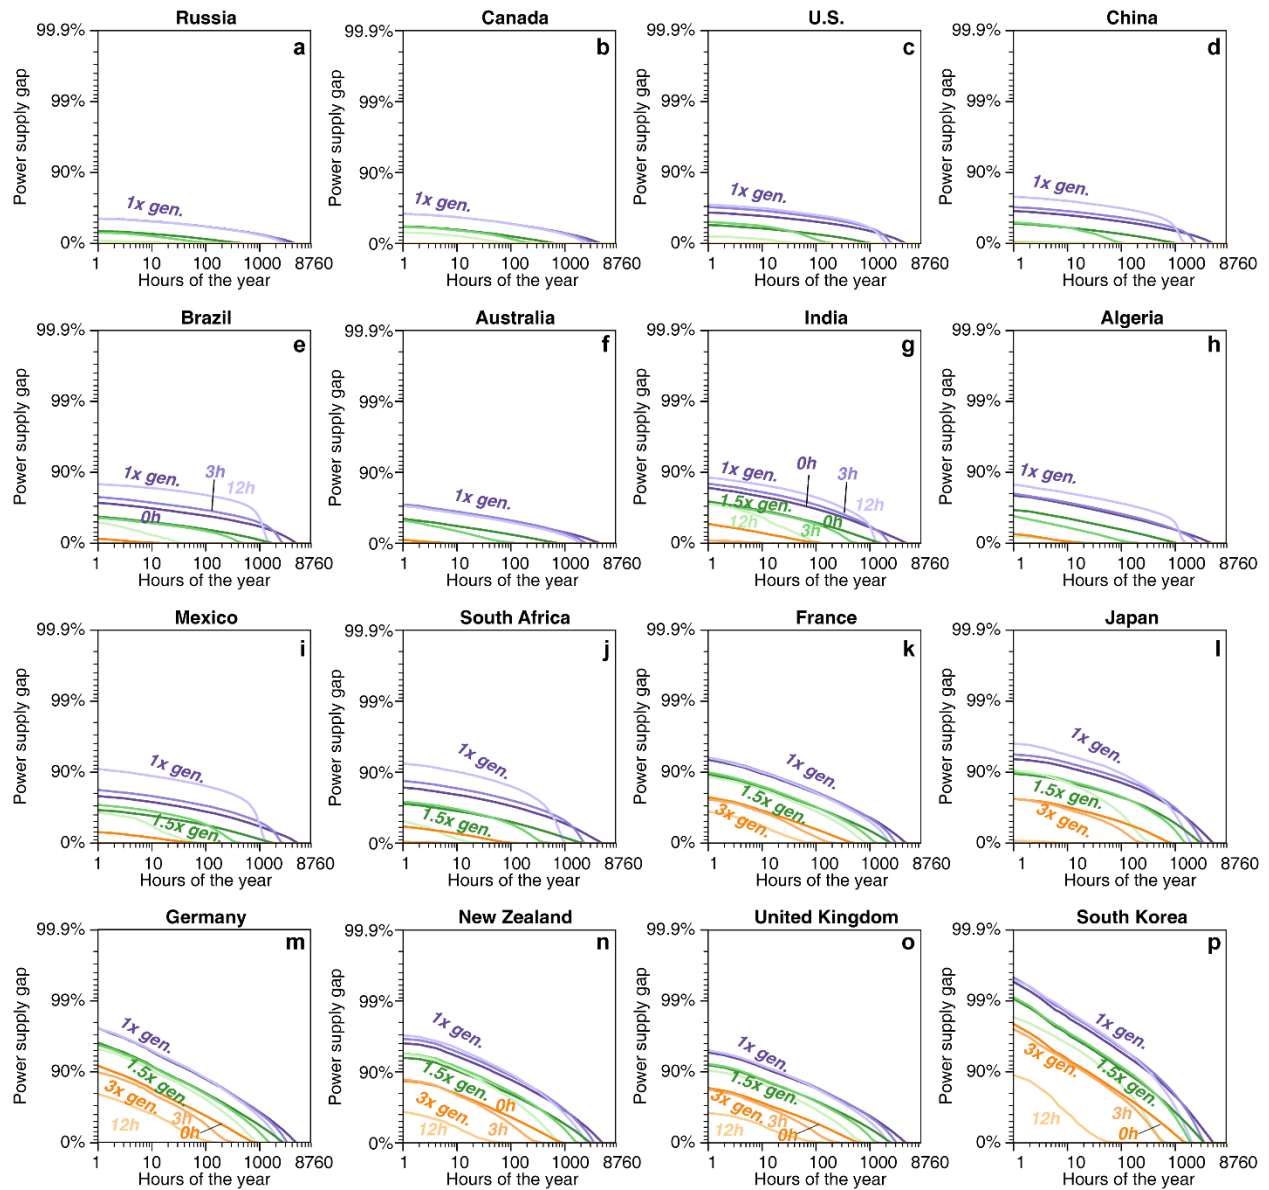 Russia
Canada
U.S.
China
99.9%
99%
90%
0%
Power supply gap
a
1x gen.
1 10 100 1000 8760
Hours of the year
99.9%
99%
90%
0%
Power supply gap
b
1x gen.
1 10 100 1000 8760
Hours of the year
99.9%
99%
90%
0%
Power supply gap
c
1x gen.
1 10 100 1000 8760
Hours of the year
99.9%
99%
90%
0%
Power supply gap
d
1x gen.
1 10 100 1000 8760
Hours of the year
Brazil
Australia
India
Algeria
99.9%
99%
90%
0%
Power supply gap
e
1x gen.
3h
12h
0h
1 10 100 1000 8760
Hours of the year
99.9%
99%
90%
0%
Power supply gap
f
1x gen.
1 10 100 1000 8760
Hours of the year
99.9%
99%
90%
0%
Power supply gap
g
0h
1x gen.
3h
1.5x gen.
12h
12h
0h
3h
1 10 100 1000 8760
Hours of the year
99.9%
99%
90%
0%
Power supply gap
h
1x gen.
1 10 100 1000 8760
Hours of the year
Mexico
South Africa
France
Japan
99.9%
99%
90%
0%
Power supply gap
i
1x gen.
1.5x gen.
1 10 100 1000 8760
Hours of the year
99.9%
99%
90%
0%
Power supply gap
j
1x gen.
1.5x gen.
1 10 100 1000 8760
Hours of the year
99.9%
99%
90%
0%
Power supply gap
k
1x gen.
1.5x gen.
3x gen.
1 10 100 1000 8760
Hours of the year
99.9%
99%
90%
0%
Power supply gap
l
1x gen.
1.5x gen.
3x gen.
1 10 100 1000 8760
Hours of the year
Germany
New Zealand
United Kingdom
South Korea
99.9%
99%
90%
0%
Power supply gap
m
1x gen.
1.5x gen.
3x gen.
3h
12h
0h
1 10 100 1000 8760
Hours of the year
99.9%
99%
90%
0%
Power supply gap
n
1x gen.
1.5x gen.
3x gen.
0h
12h
3h
1 10 100 1000 8760
Hours of the year
99.9%
99%
90%
0%
Power supply gap
o
1x gen.
1.5x gen.
3x gen.
3h
12h
0h
1 10 100 1000 8760
Hours of the year
99.9%
99%
90%
0%
Power supply gap
p
1x gen.
1.5x gen.
3x gen.
12h
3h
0h
1 10 100 1000 8760
Hours of the year